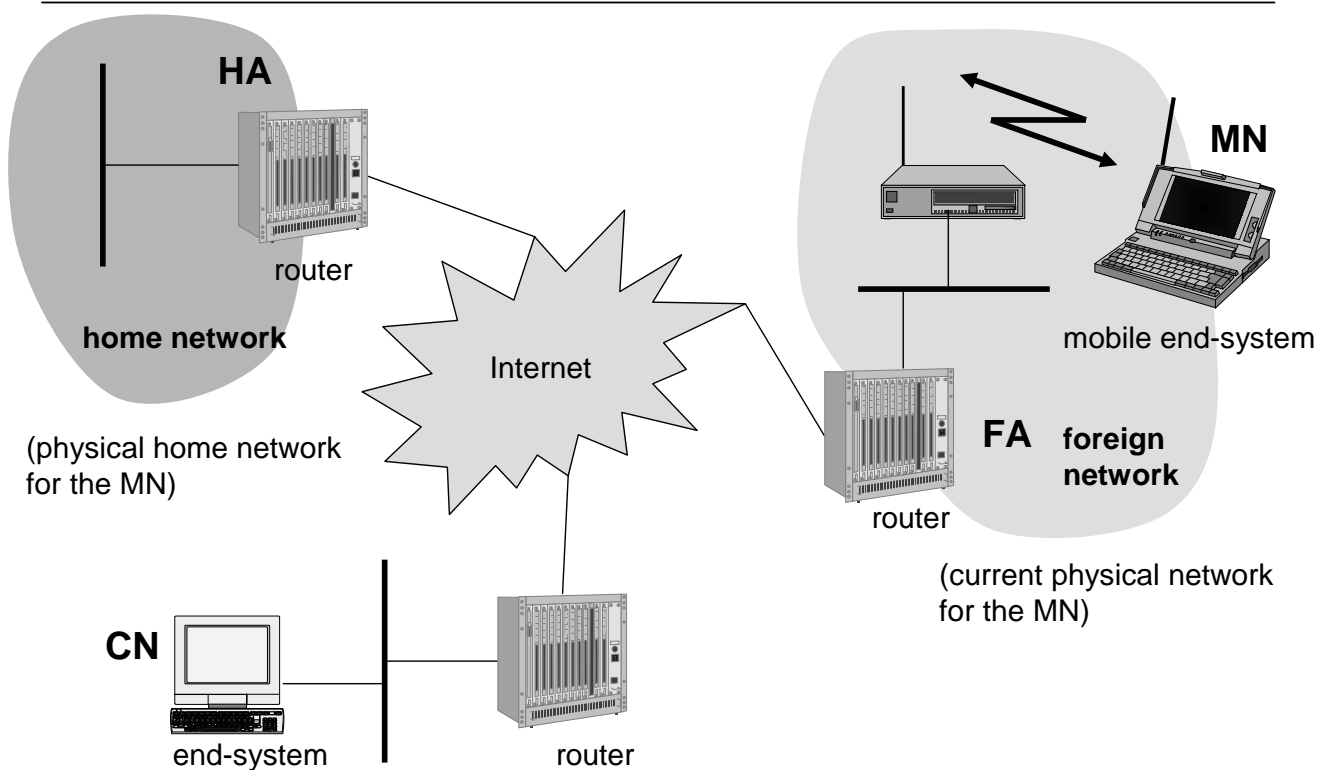 HA
router
home network
(physical home network
for the MN)
Internet
MN
mobile end-system
FA
foreign
network
router
(current physical network
for the MN)
CN
end-system
router